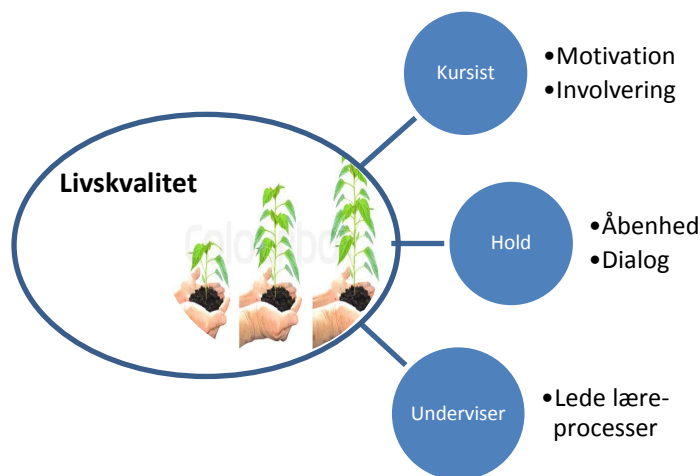 Kursist
•Motivation
•Involvering
Livskvalitet
Hold
•Åbenhed
•Dialog
Underviser
•Lede lære-
processer